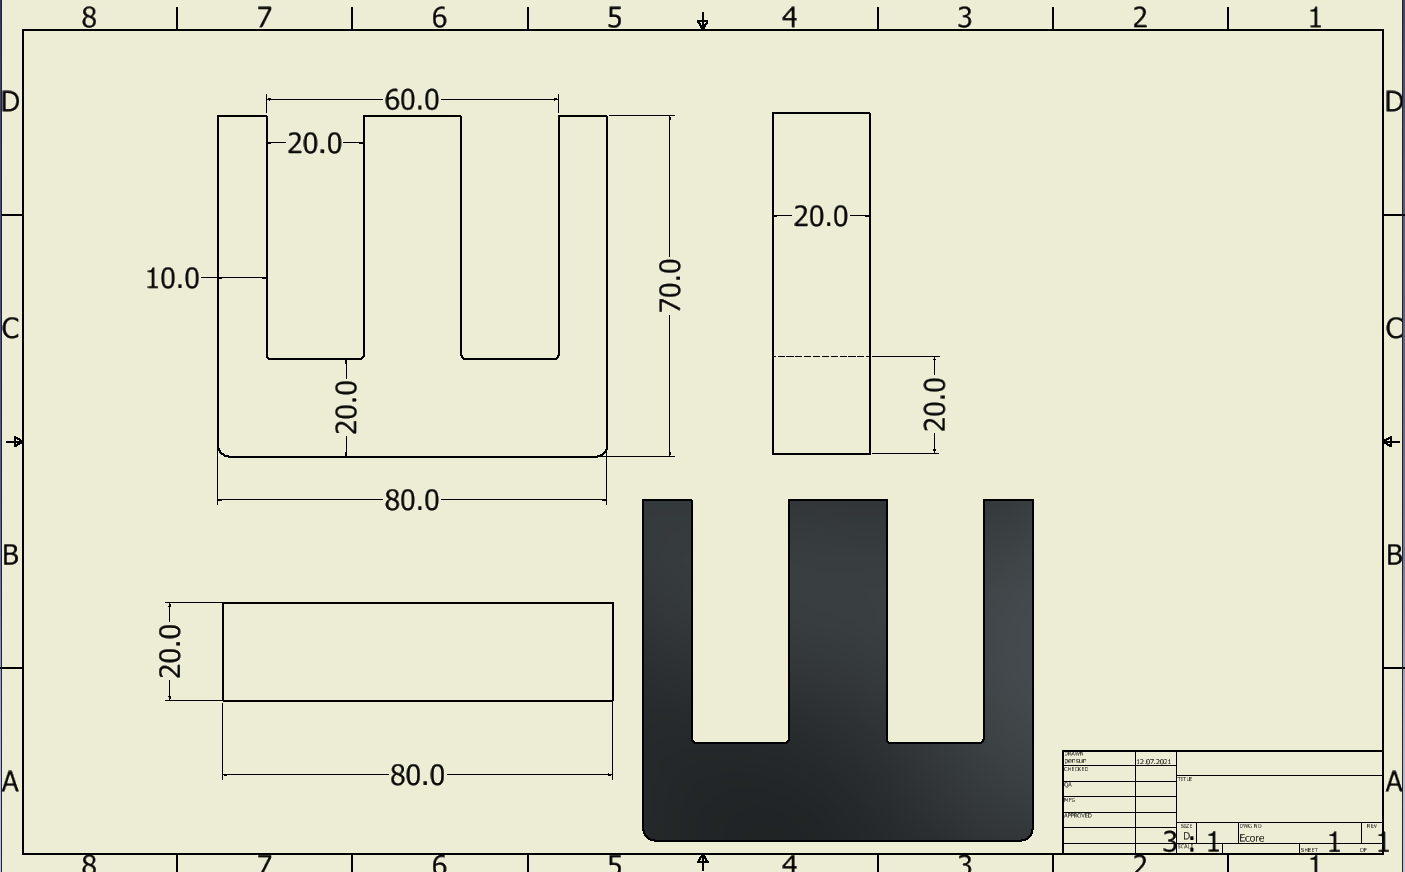 8 7 6 5 4 3 2 1
D D
60.0
20.0
20.0
10.0
70.0
C C
20.0
20.0
80.0
B B
20.0
80.0
A A
DRAWN
gensur 12.07.2021
CHECKED
TITLE
QA
MFG
APPROVED
SIZE DWG NO REV
D Ecore
SCALE 3 : 1 SHEET 1 OF 1
8 7 6 5 4 3 2 1